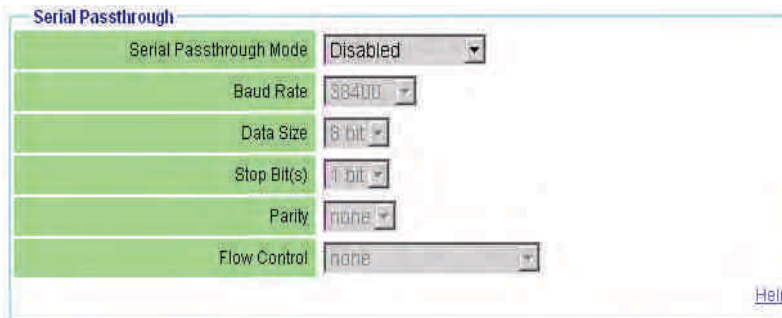 Serial Passthrough
Serial Passthrough Mode Disabled
Baud Rate 38400
Data Size 8 bit
Stop Bit(s) 1 bit
Parity none
Flow Control none